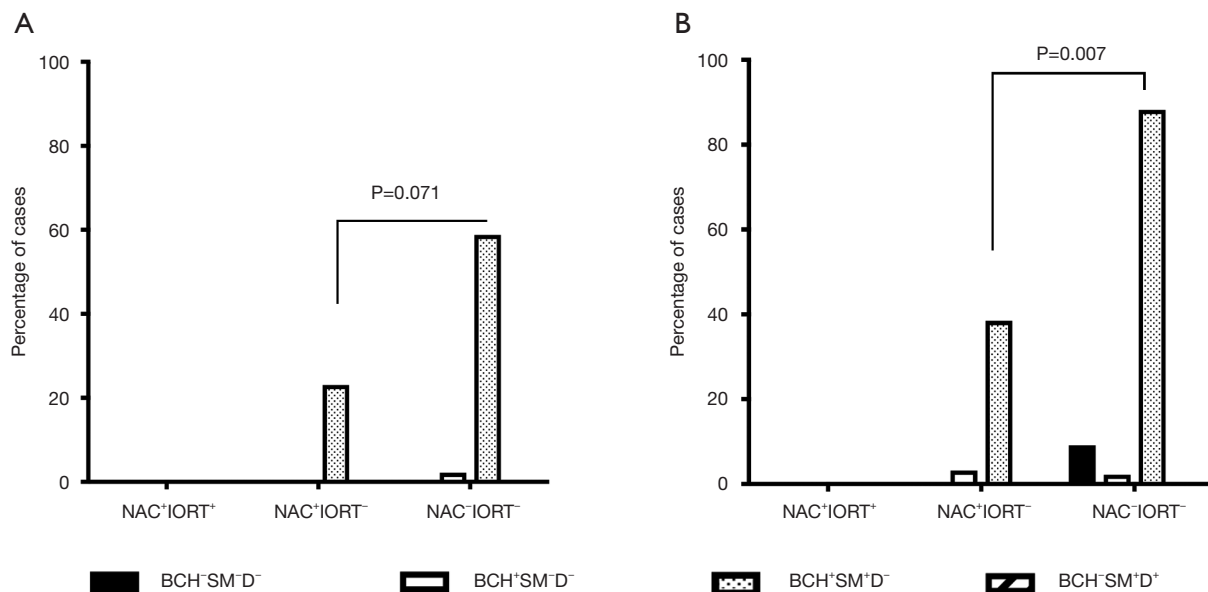 A
Percentage of cases
100
80
60
40
20
0
P=0.071
NAC⁺IORT⁺ NAC⁺IORT⁻ NAC⁻IORT⁻
B
Percentage of cases
100
80
60
40
20
0
P=0.007
NAC⁺IORT⁺ NAC⁺IORT⁻ NAC⁻IORT⁻
BCH⁻SM⁻D⁻ BCH⁺SM⁻D⁻ BCH⁺SM⁺D⁻ BCH⁻SM⁺D⁺